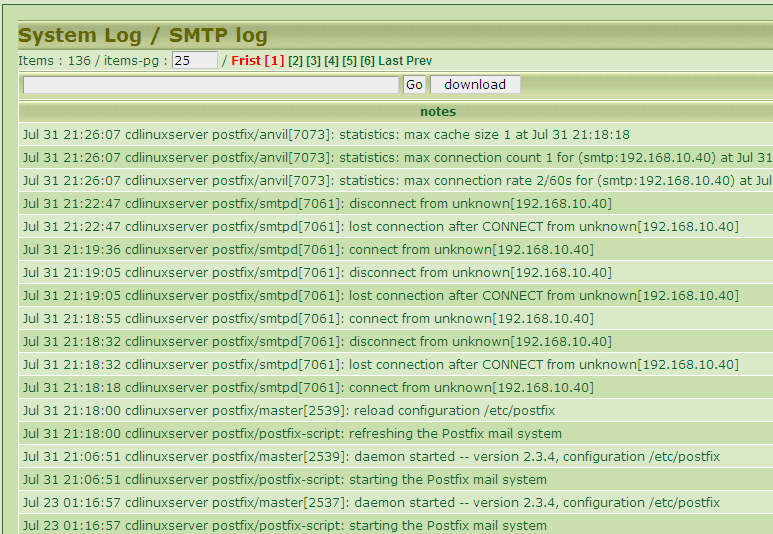 System Log / SMTP log
Items : 136 / items-pg : 25 / Frist [1] [2] [3] [4] [5] [6] Last Prev
Go download
notes
Jul 31 21:26:07 cdlinuxserver postfix/anvil[7073]: statistics: max cache size 1 at Jul 31 21:18:18
Jul 31 21:26:07 cdlinuxserver postfix/anvil[7073]: statistics: max connection count 1 for (smtp:192.168.10.40) at Jul 31
Jul 31 21:26:07 cdlinuxserver postfix/anvil[7073]: statistics: max connection rate 2/60s for (smtp:192.168.10.40) at Jul
Jul 31 21:22:47 cdlinuxserver postfix/smtpd[7061]: disconnect from unknown[192.168.10.40]
Jul 31 21:22:47 cdlinuxserver postfix/smtpd[7061]: lost connection after CONNECT from unknown[192.168.10.40]
Jul 31 21:19:36 cdlinuxserver postfix/smtpd[7061]: connect from unknown[192.168.10.40]
Jul 31 21:19:05 cdlinuxserver postfix/smtpd[7061]: disconnect from unknown[192.168.10.40]
Jul 31 21:19:05 cdlinuxserver postfix/smtpd[7061]: lost connection after CONNECT from unknown[192.168.10.40]
Jul 31 21:18:55 cdlinuxserver postfix/smtpd[7061]: connect from unknown[192.168.10.40]
Jul 31 21:18:32 cdlinuxserver postfix/smtpd[7061]: disconnect from unknown[192.168.10.40]
Jul 31 21:18:32 cdlinuxserver postfix/smtpd[7061]: lost connection after CONNECT from unknown[192.168.10.40]
Jul 31 21:18:18 cdlinuxserver postfix/smtpd[7061]: connect from unknown[192.168.10.40]
Jul 31 21:18:00 cdlinuxserver postfix/master[2539]: reload configuration /etc/postfix
Jul 31 21:18:00 cdlinuxserver postfix/postfix-script: refreshing the Postfix mail system
Jul 31 21:06:51 cdlinuxserver postfix/master[2539]: daemon started -- version 2.3.4, configuration /etc/postfix
Jul 31 21:06:51 cdlinuxserver postfix/postfix-script: starting the Postfix mail system
Jul 23 01:16:57 cdlinuxserver postfix/master[2537]: daemon started -- version 2.3.4, configuration /etc/postfix
Jul 23 01:16:57 cdlinuxserver postfix/postfix-script: starting the Postfix mail system